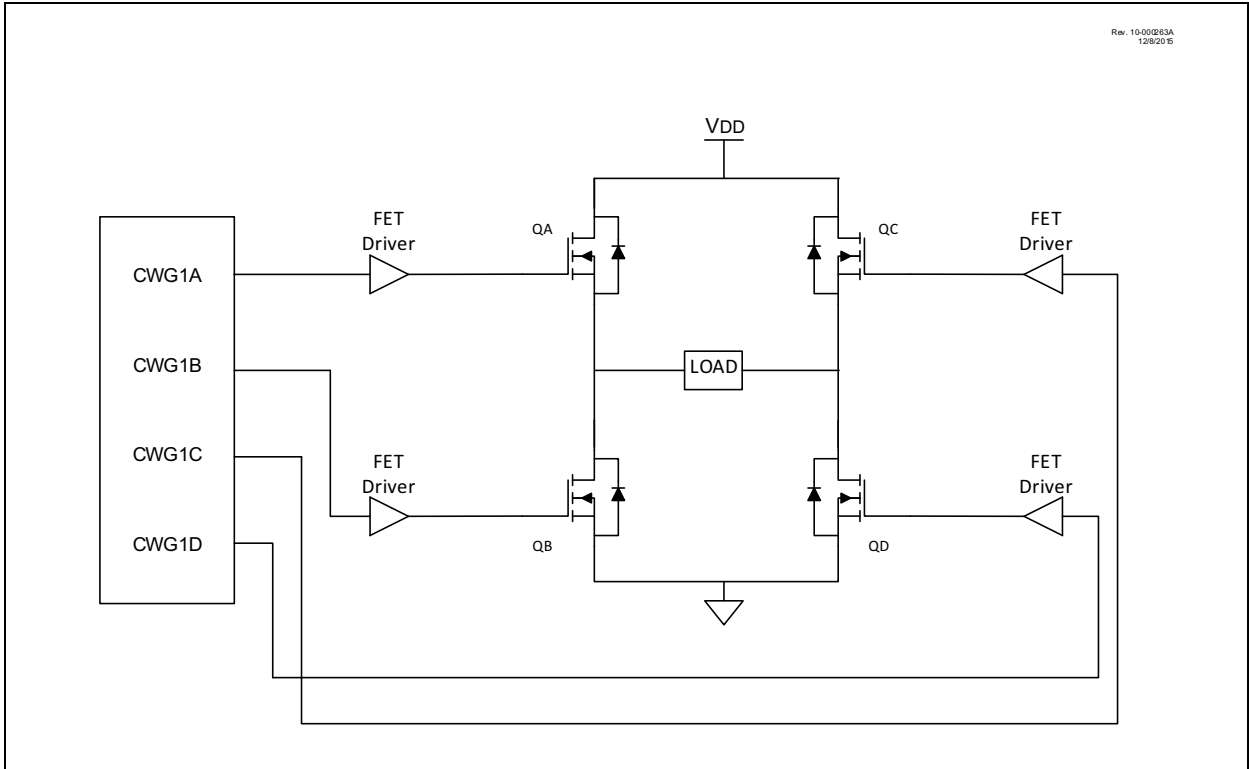 Rev. 10-000263A
12/8/2015
VDD
FET
Driver
QA
QC
FET
Driver
CWG1A
CWG1B
LOAD
CWG1C
FET
Driver
FET
Driver
CWG1D
QB
QD